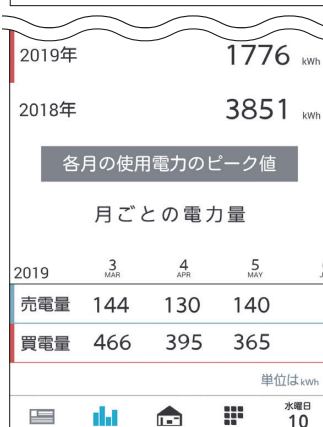 2019年 1776 kWh
2018年 3851 kWh
各月の使用電力のピーク値
月ごとの電力量
2019 3 4 5
MAR APR MAY
売電量 144 130 140
買電量 466 395 365
単位はkWh
水曜日
10